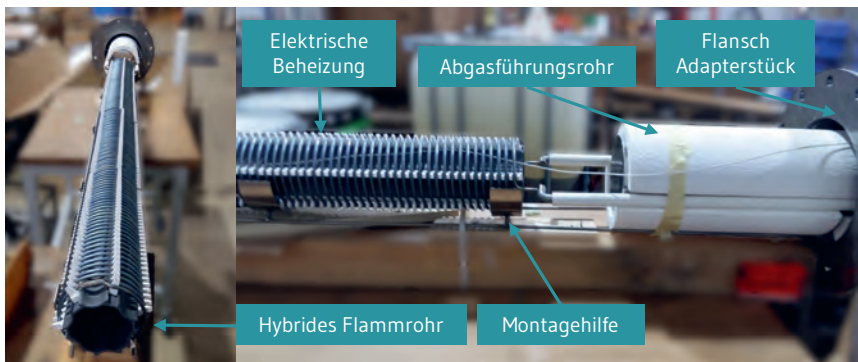 Elektrische
Beheizung
Abgasführungsrohr
Flansch
Adapterstück
Hybrides Flammrohr
Montagehilfe